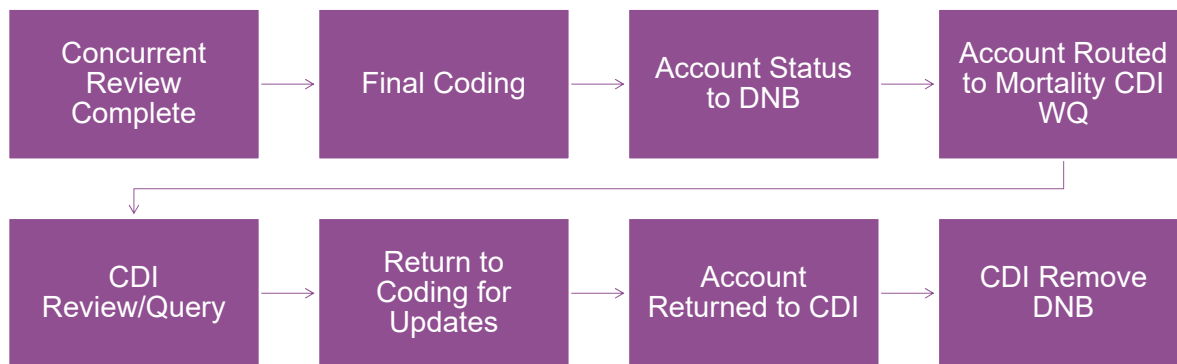 Concurrent
Review
Complete
Final Coding
Account Status
to DNB
Account Routed
to Mortality CDI
WQ
CDI
Review/Query
Return to
Coding for
Updates
Account
Returned to CDI
CDI Remove
DNB